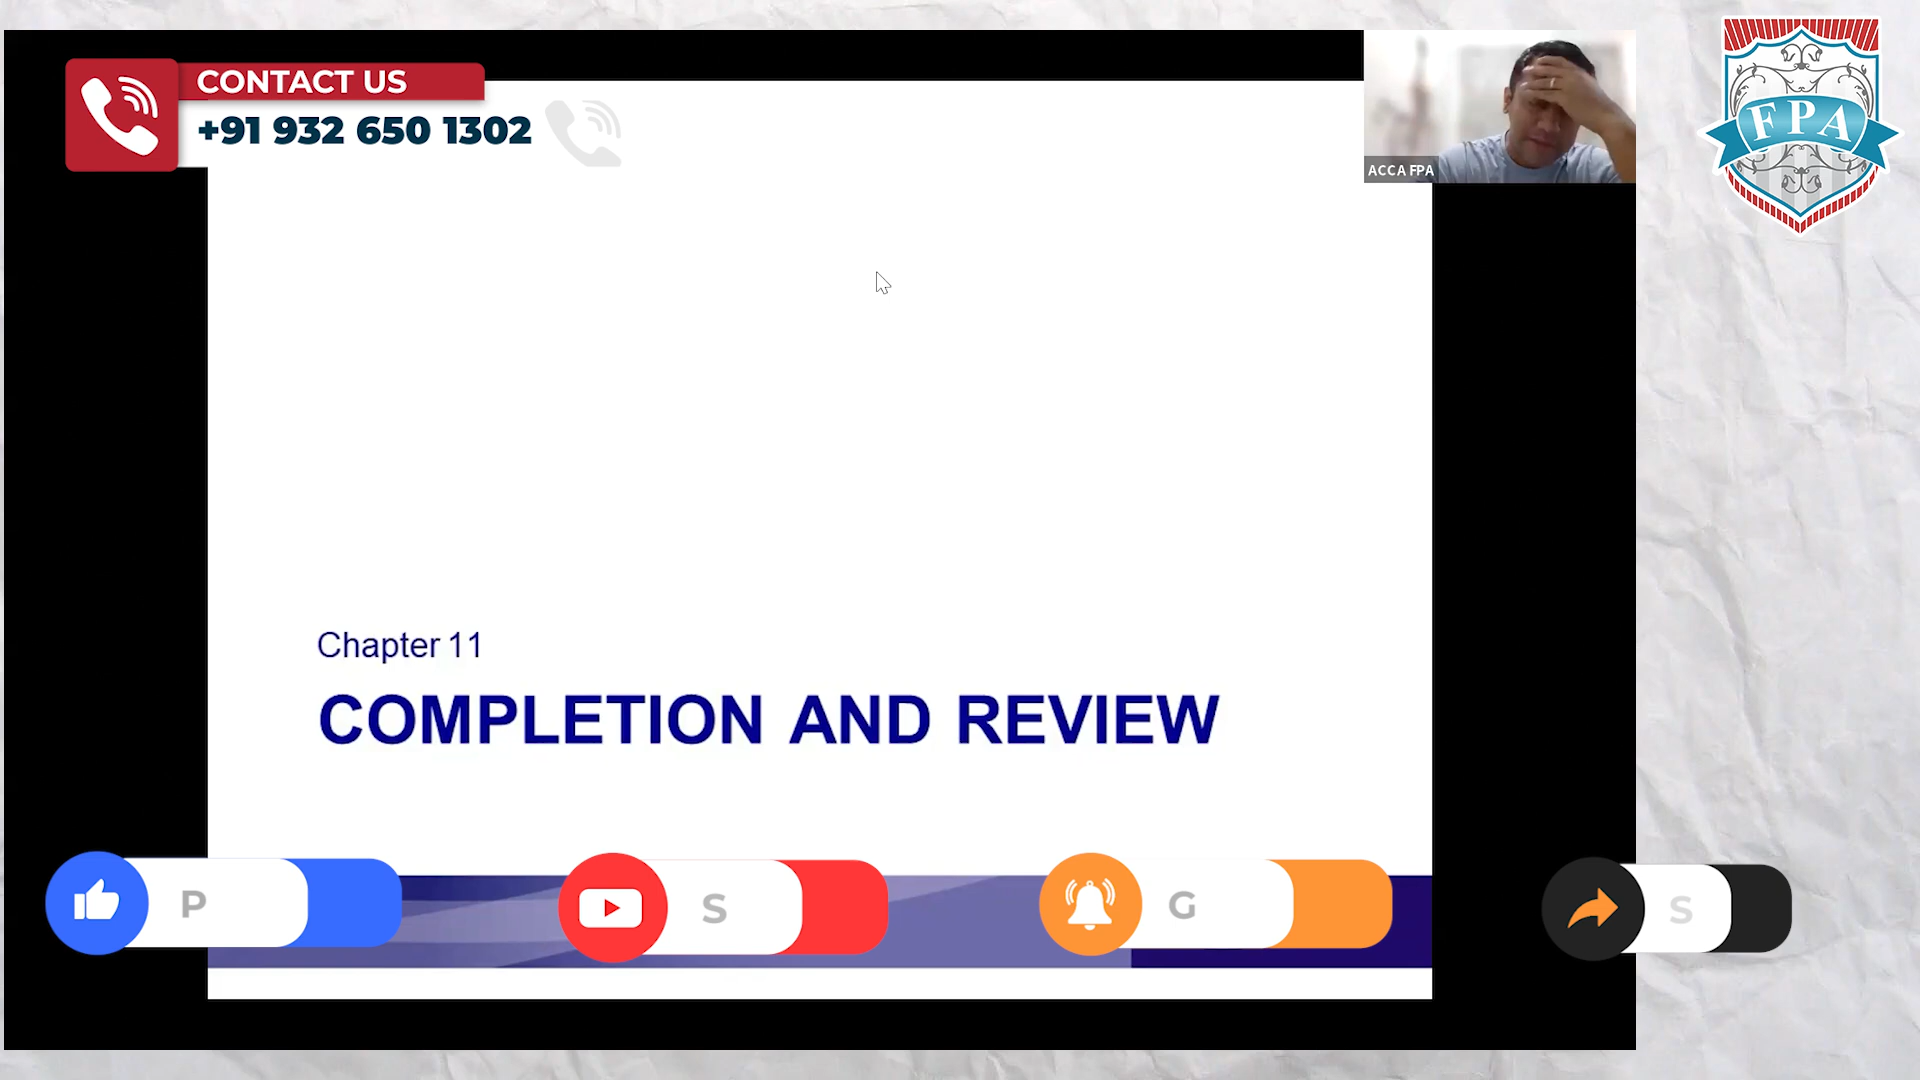 CONTACT US
+91 932 650 1302
ACCA FPA
FPA
Chapter 11
COMPLETION AND REVIEW
P
S
G
S